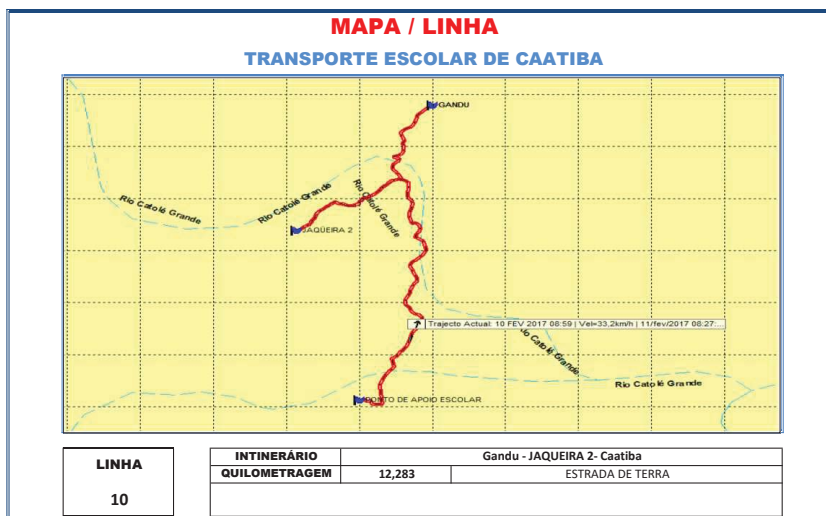 MAPA / LINHA
TRANSPORTE ESCOLAR DE CAATIBA
GANDU
Rio Catolé Grande
Rio Catolé Grande
Rio Catolé Grande
JAQUEIRA 2
Trajecto Actual: 10 FEV 2017 08:59 | Vel=33,2km/h | 11/fev/2017 08:27:...
Rio Catolé Grande
Rio Catolé Grande
PONTO DE APOIO ESCOLAR
LINHA
10
INTINERÁRIO Gandu - JAQUEIRA 2- Caatiba
QUILOMETRAGEM 12,283 ESTRADA DE TERRA